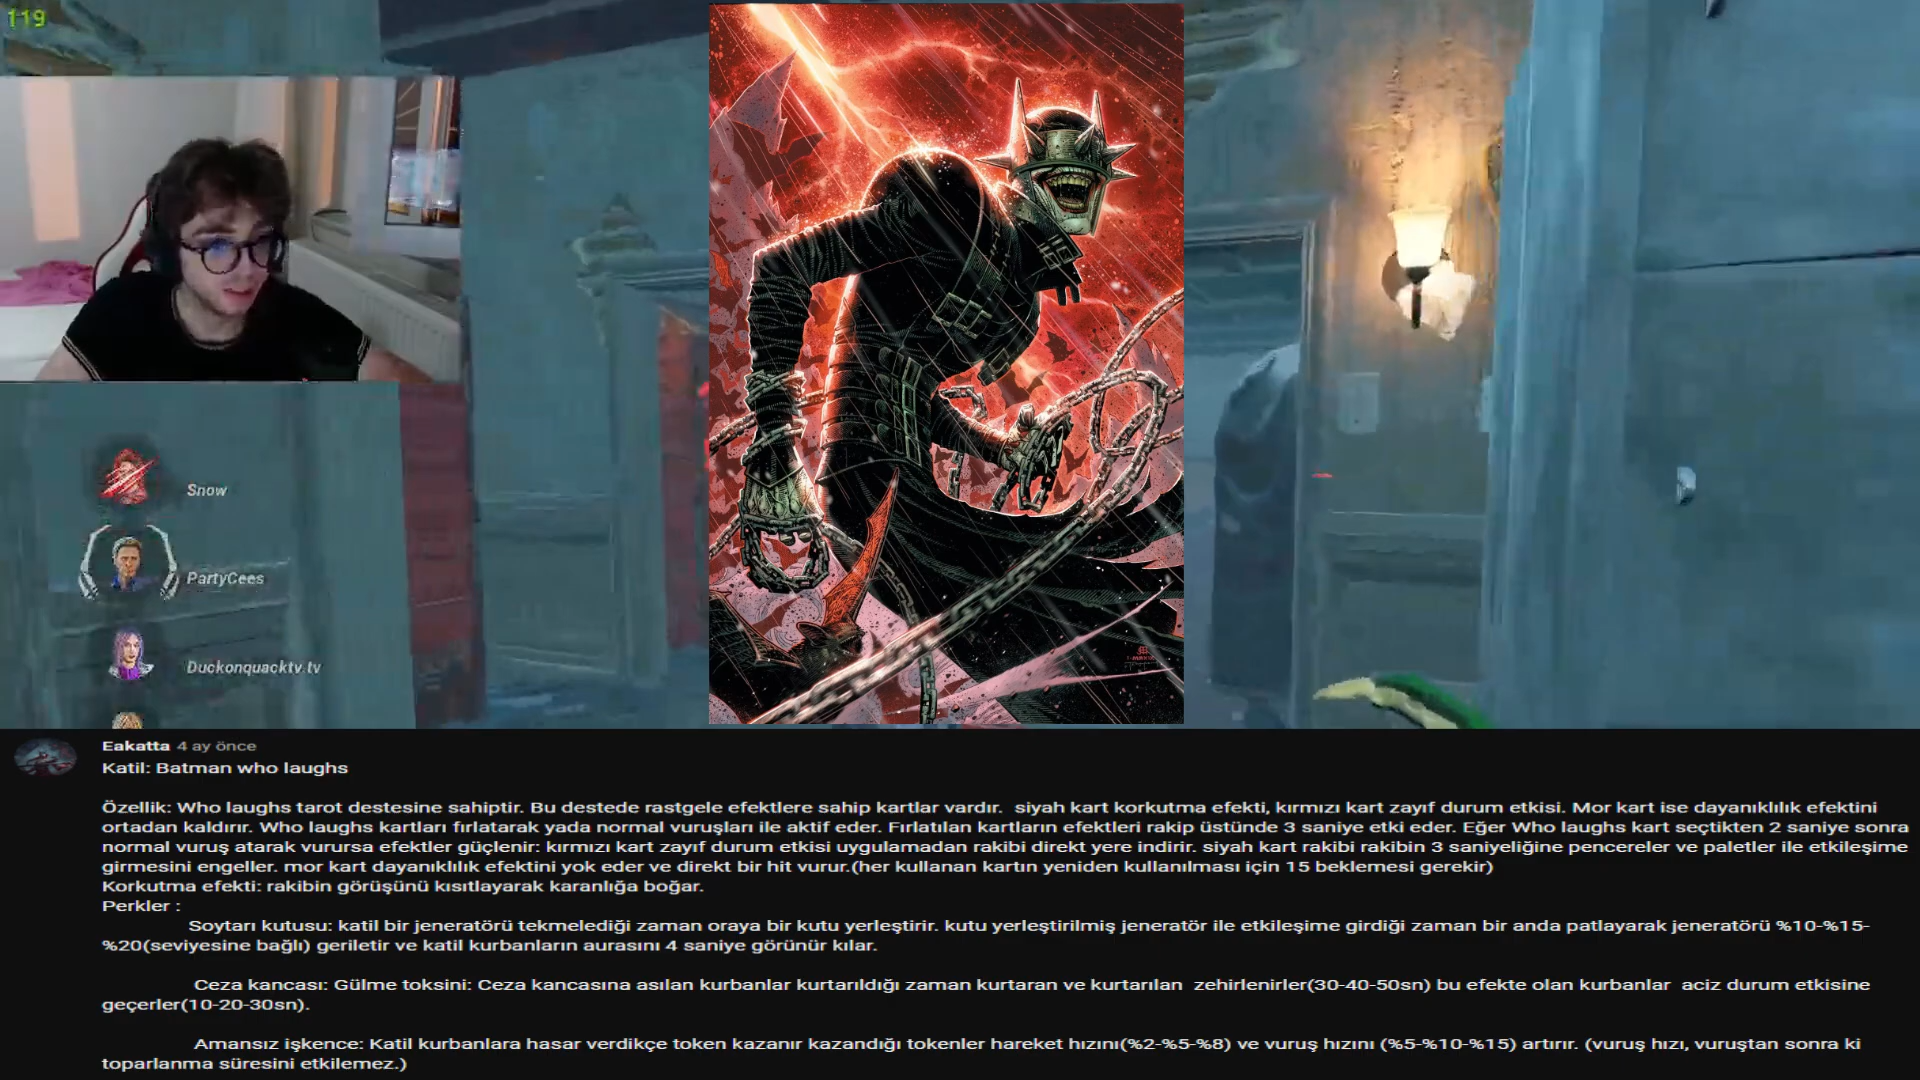 119
Snow
PartyCees
Duckonquacktv.tv
Eakatta 4 ay önce
Katil: Batman who laughs
Özellik: Who laughs tarot destesine sahiptir. Bu destede rastgele efektlere sahip kartlar vardır. siyah kart korkutma efekti, kırmızı kart zayıf durum etkisi. Mor kart ise dayanıklılık efektini
ortadan kaldırır. Who laughs kartları fırlatarak yada normal vuruşları ile aktif eder. Fırlatılan kartların efektleri rakip üstünde 3 saniye etki eder. Eğer Who laughs kart seçtikten 2 saniye sonra
normal vuruş atarak vurursa efektler güçlenir: kırmızı kart zayıf durum etkisi uygulamadan rakibi direkt yere indirir. siyah kart rakibi rakibin 3 saniyeliğine pencereler ve paletler ile etkileşime
girmesini engeller. mor kart dayanıklılık efektini yok eder ve direkt bir hit vurur.(her kullanan kartın yeniden kullanılması için 15 beklemesi gerekir)
Korkutma efekti: rakibin görüşünü kısıtlayarak karanlığa boğar.
Perkler :
Soytarı kutusu: katil bir jeneratörü tekmelediği zaman oraya bir kutu yerleştirir. kutu yerleştirilmiş jeneratör ile etkileşime girdiği zaman bir anda patlayarak jeneratörü %10-%15-
%20(seviyesine bağlı) geriletir ve katil kurbanların aurasını 4 saniye görünür kılar.
Ceza kancası: Gülme toksini: Ceza kancasına asılan kurbanlar kurtarıldığı zaman kurtaran ve kurtarılan zehirlenirler(30-40-50sn) bu efekte olan kurbanlar aciz durum etkisine
geçerler(10-20-30sn).
Amansız işkence: Katil kurbanlara hasar verdikçe token kazanır kazandığı tokenler hareket hızını(%2-%5-%8) ve vuruş hızını (%5-%10-%15) artırır. (vuruş hızı, vuruştan sonra ki
toparlanma süresini etkilemez.)